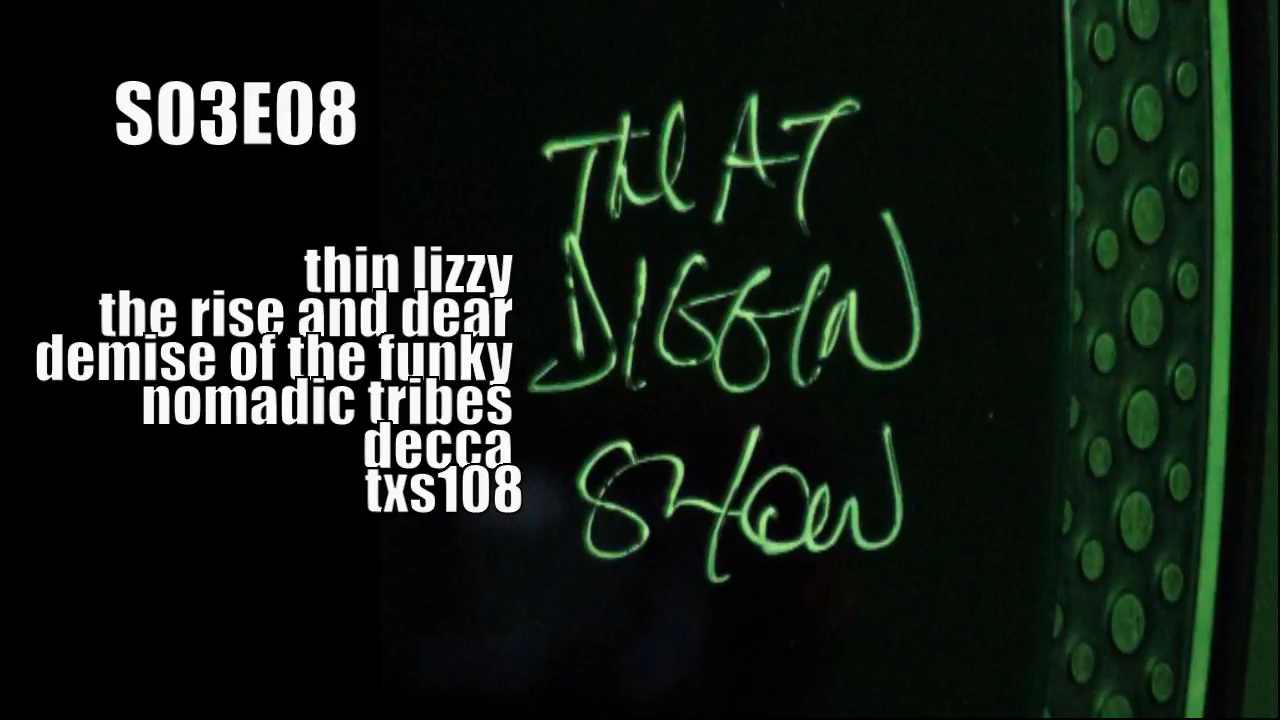 S03E08
thin lizzy
the rise and dear
demise of the funky
nomadic tribes
decca
txs108
The AT
DIGGIN
SHOW